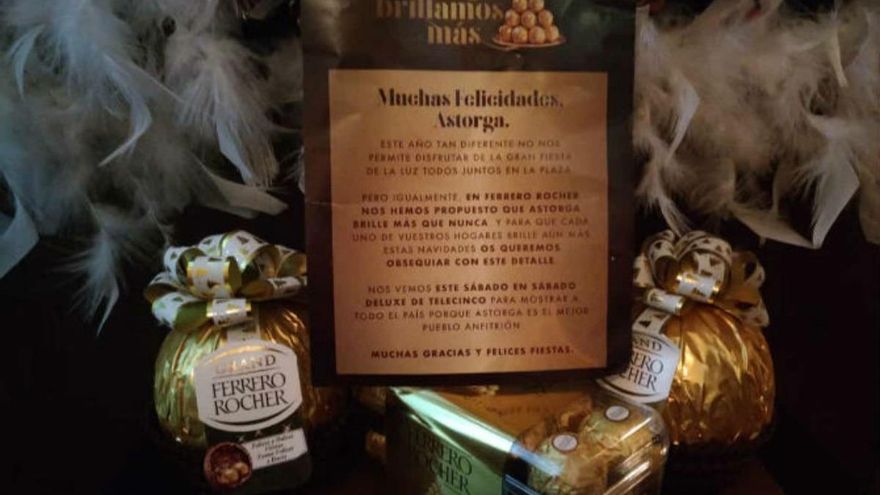 brillamos
más
Muchas Felicidades,
Astorga.
ESTE AÑO TAN DIFERENTE NO NOS
PERMITE DISFRUTAR DE LA GRAN FIESTA
DE LA LUZ TODOS JUNTOS EN LA PLAZA
PERO IGUALMENTE, EN FERRERO ROCHER
NOS HEMOS PROPUESTO QUE ASTORGA
BRILLE MÁS QUE NUNCA. Y PARA QUE CADA
UNO DE VUESTROS HOGARES BRILLE AÚN MÁS
ESTAS NAVIDADES OS QUEREMOS
OBSEQUIAR CON ESTE DETALLE.
NOS VEMOS ESTE SÁBADO EN SÁBADO
DELUXE DE TELECINCO PARA MOSTRAR A
TODO EL PAÍS PORQUE ASTORGA ES EL MEJOR
PUEBLO ANFITRIÓN
MUCHAS GRACIAS Y FELICES FIESTAS.
GRAND
FERRERO
ROCHER
GRAND
FERRERO
ROCHER
FERRERO
ROCHER